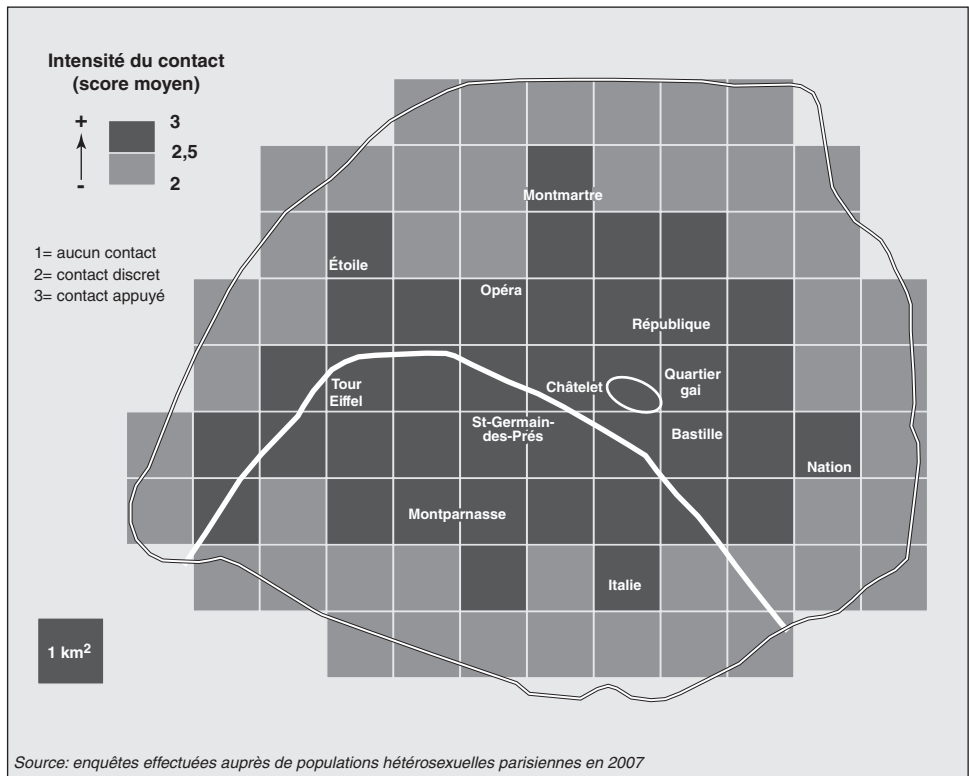 Intensité du contact
(score moyen)
+
3
2,5
-
2
1= aucun contact
2= contact discret
3= contact appuyé
Montmartre
Étoile
Opéra
République
Tour
Eiffel
Châtelet
Quartier
gai
St-Germain-
des-Prés
Bastille
Nation
Montparnasse
Italie
1 km²
Source: enquêtes effectuées auprès de populations hétérosexuelles parisiennes en 2007